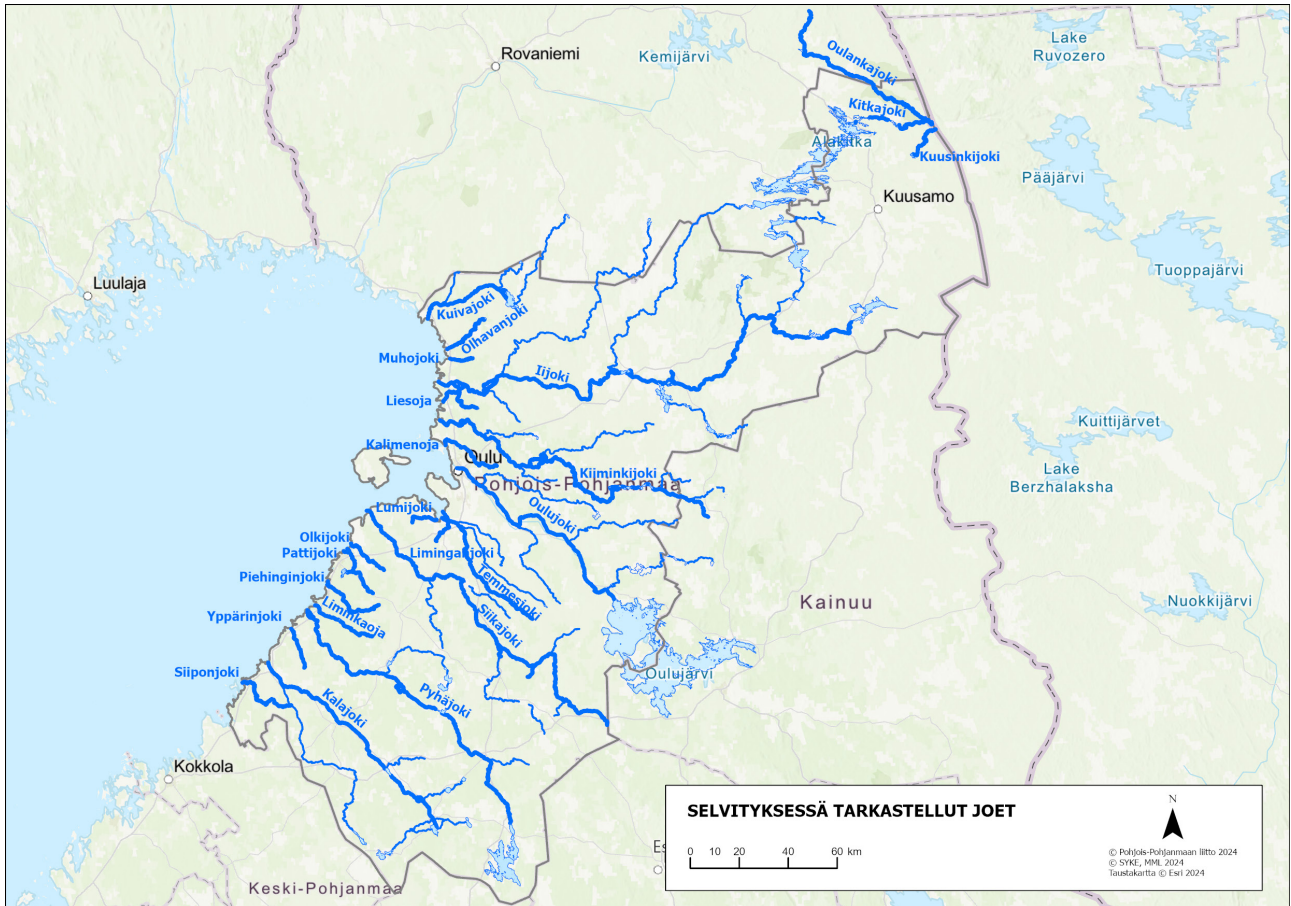 Lake
Ruvozero
Rovaniemi
Kemijärvi
Oulankajoki
Kitkajoki
Alakitka
Kuusinkijoki
Pääjärvi
Kuusamo
Tuoppajärvi
Luulaja
Kuivajoki
Olhavanjoki
Muhojoki
Iijoki
Liesoja
Kuittijärvet
Kalimenoja
Oulu
Kiiminkijoki
Lake
Berzhalaksha
Pohjois-Pohjanmaa
Oulujoki
Lumijoki
Olkijoki
Pattijoki
Liminganjoki
Piehinginjoki
Temmesjoki
Kainuu
Nuokkijärvi
Liminkaoja
Yppärinjoki
Siikajoki
Siiponjoki
Oulujärvi
Kalajoki
Pyhäjoki
Kokkola
Keski-Pohjanmaa
SELVITYKSESSÄ TARKASTELLUT JOET
N
0 10 20 40 60 km
© Pohjois-Pohjanmaan liitto 2024
© SYKE, MML 2024
Taustakartta © Esri 2024